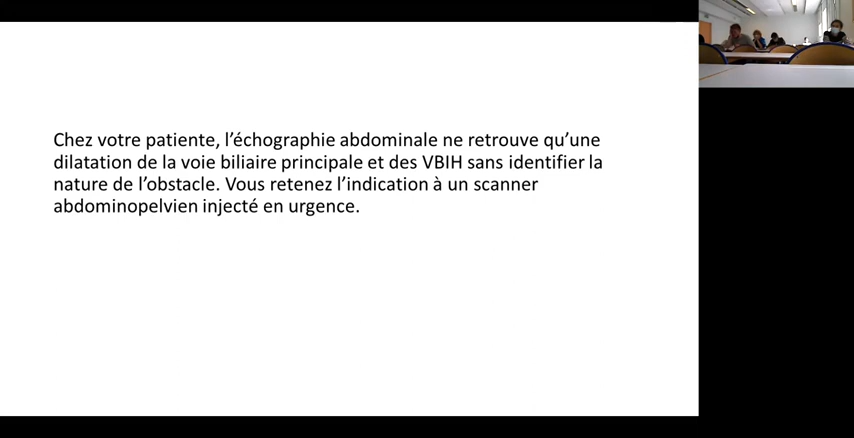 Chez votre patiente, l’échographie abdominale ne retrouve qu’une
dilatation de la voie biliaire principale et des VBIH sans identifier la
nature de l’obstacle. Vous retenez l’indication à un scanner
abdominopelvien injecté en urgence.